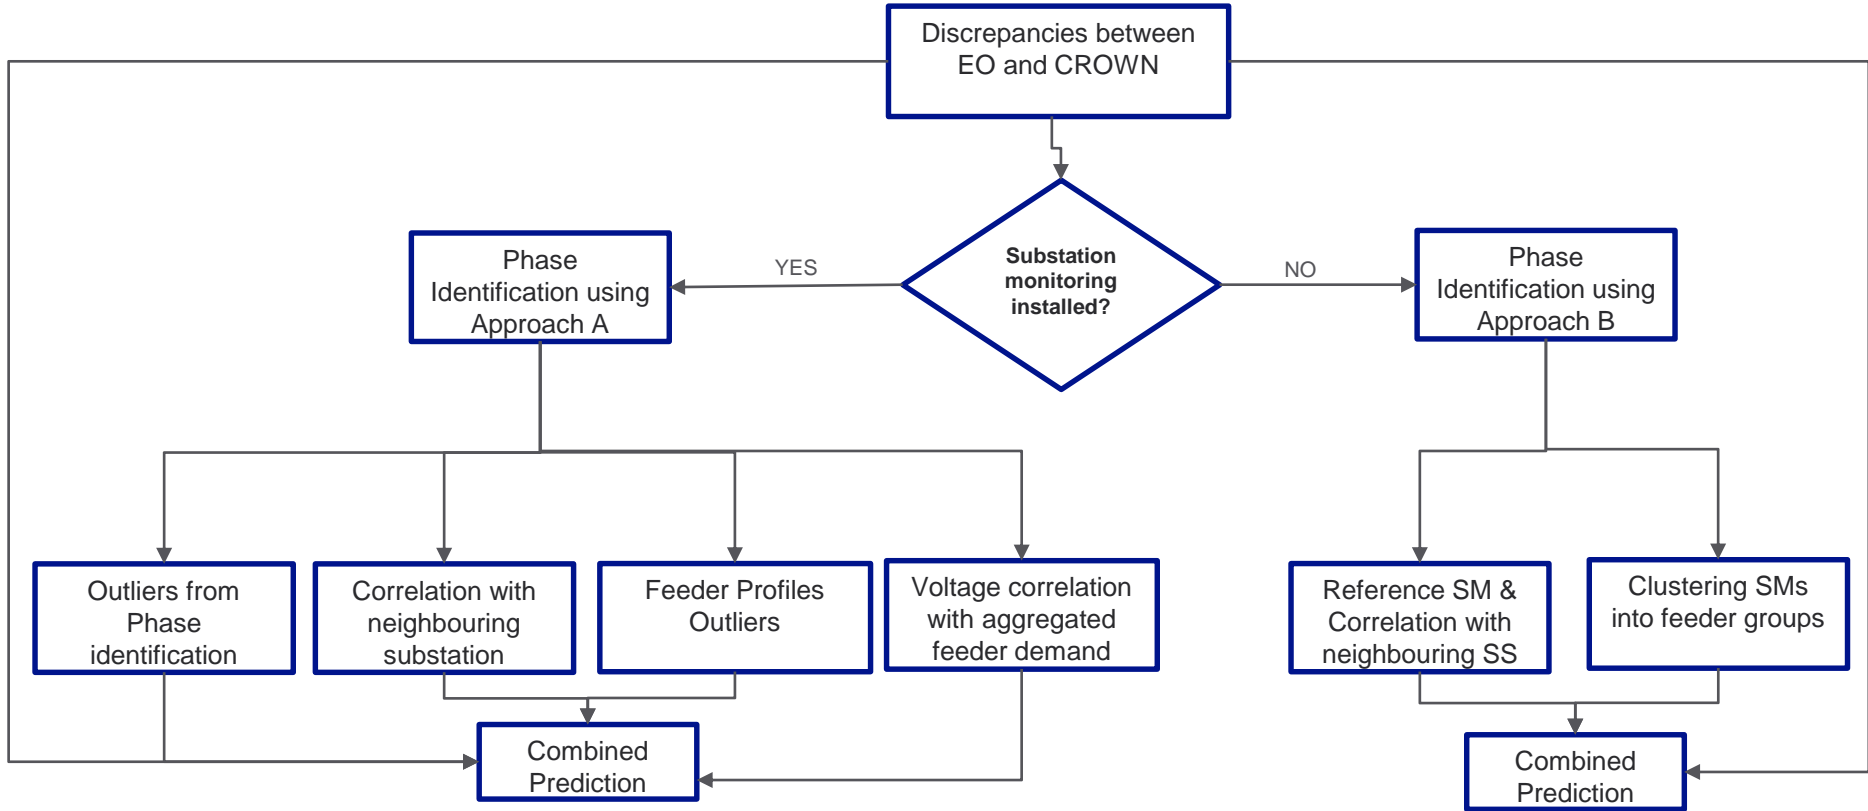 Discrepancies between
EO and CROWN
Substation
monitoring
installed?
YES
NO
Phase
Identification using
Approach A
Phase
Identification using
Approach B
Outliers from
Phase
identification
Correlation with
neighbouring
substation
Feeder Profiles
Outliers
Voltage correlation
with aggregated
feeder demand
Reference SM &
Correlation with
neighbouring SS
Clustering SMs
into feeder groups
Combined
Prediction
Combined
Prediction